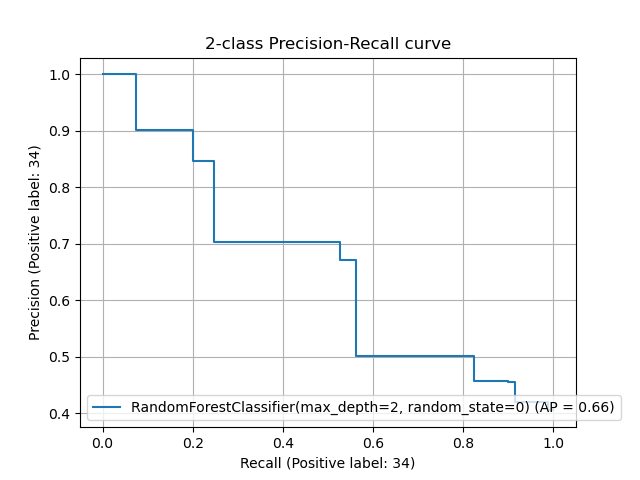 2-class Precision-Recall curve
1.0
0.9
0.8
0.7
0.6
0.5
0.4
Precision (Positive label: 34)
RandomForestClassifier(max_depth=2, random_state=0) (AP = 0.66)
0.0 0.2 0.4 0.6 0.8 1.0
Recall (Positive label: 34)